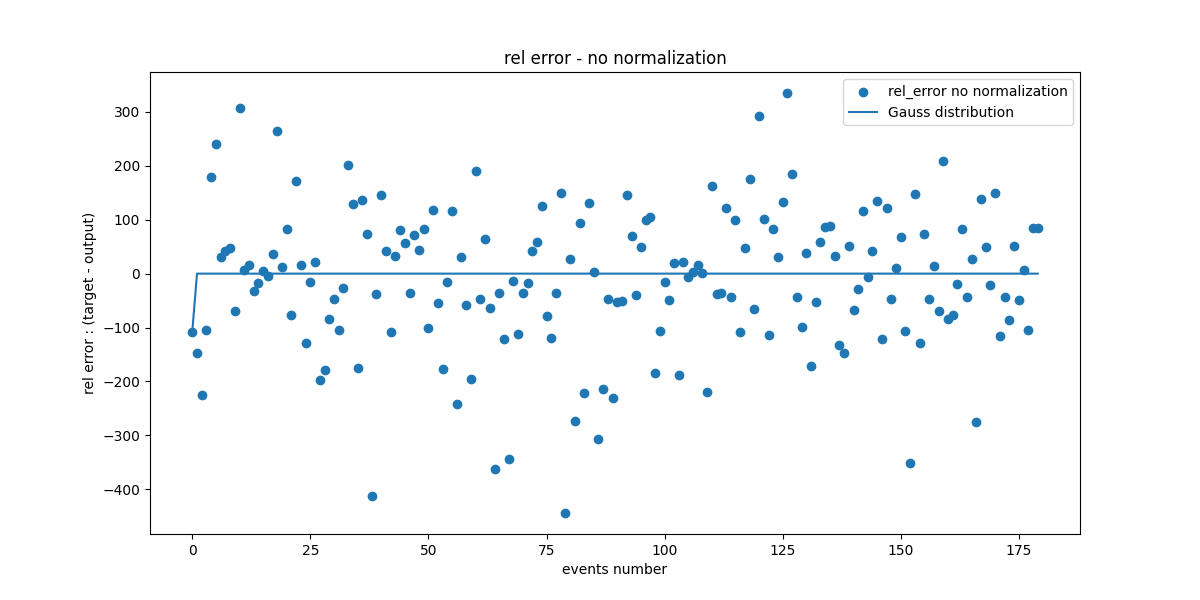 rel error - no normalization
rel_error no normalization
Gauss distribution
300
200
100
0
−100
−200
−300
−400
rel error : (target - output)
0 25 50 75 100 125 150 175
events number